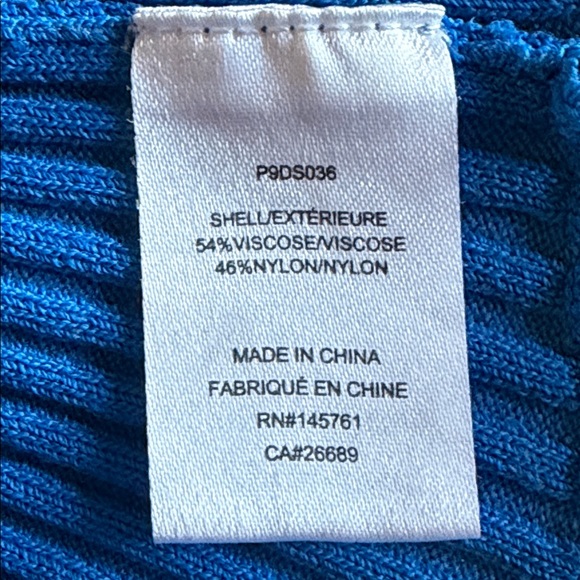 P9DS036
SHELL/EXTÉRIEURE
54%VISCOSE/VISCOSE
46%NYLON/NYLON
MADE IN CHINA
FABRIQUÉ EN CHINE
RN#145761
CA#26689